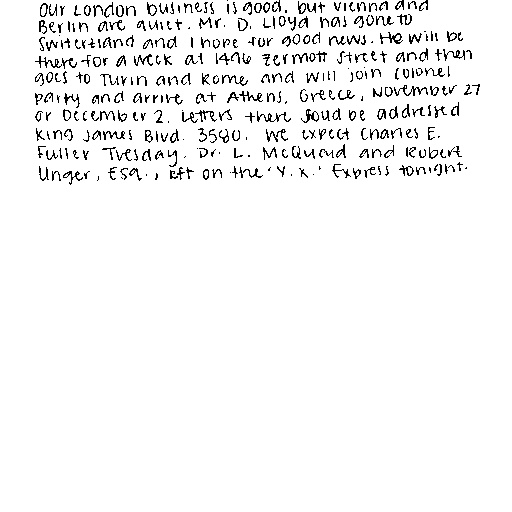 Our London business is good, but Vienna and
Berlin are quiet. Mr. D. Lloyd has gone to
Switertland and I hope for good news. He will be
there for a week at 1496 Zermott Street and then
goes to Turin and Rome and will join Colonel
party and arrive at Athens, Greece, November 27
or December 2. Letters there soud be addressed
King James Blvd. 3580. We expect Charles E.
Fuller Tuesday. Dr. L. McQuaid and Robert
Unger, Esq., left on the 'Y. X.' Express tonight.